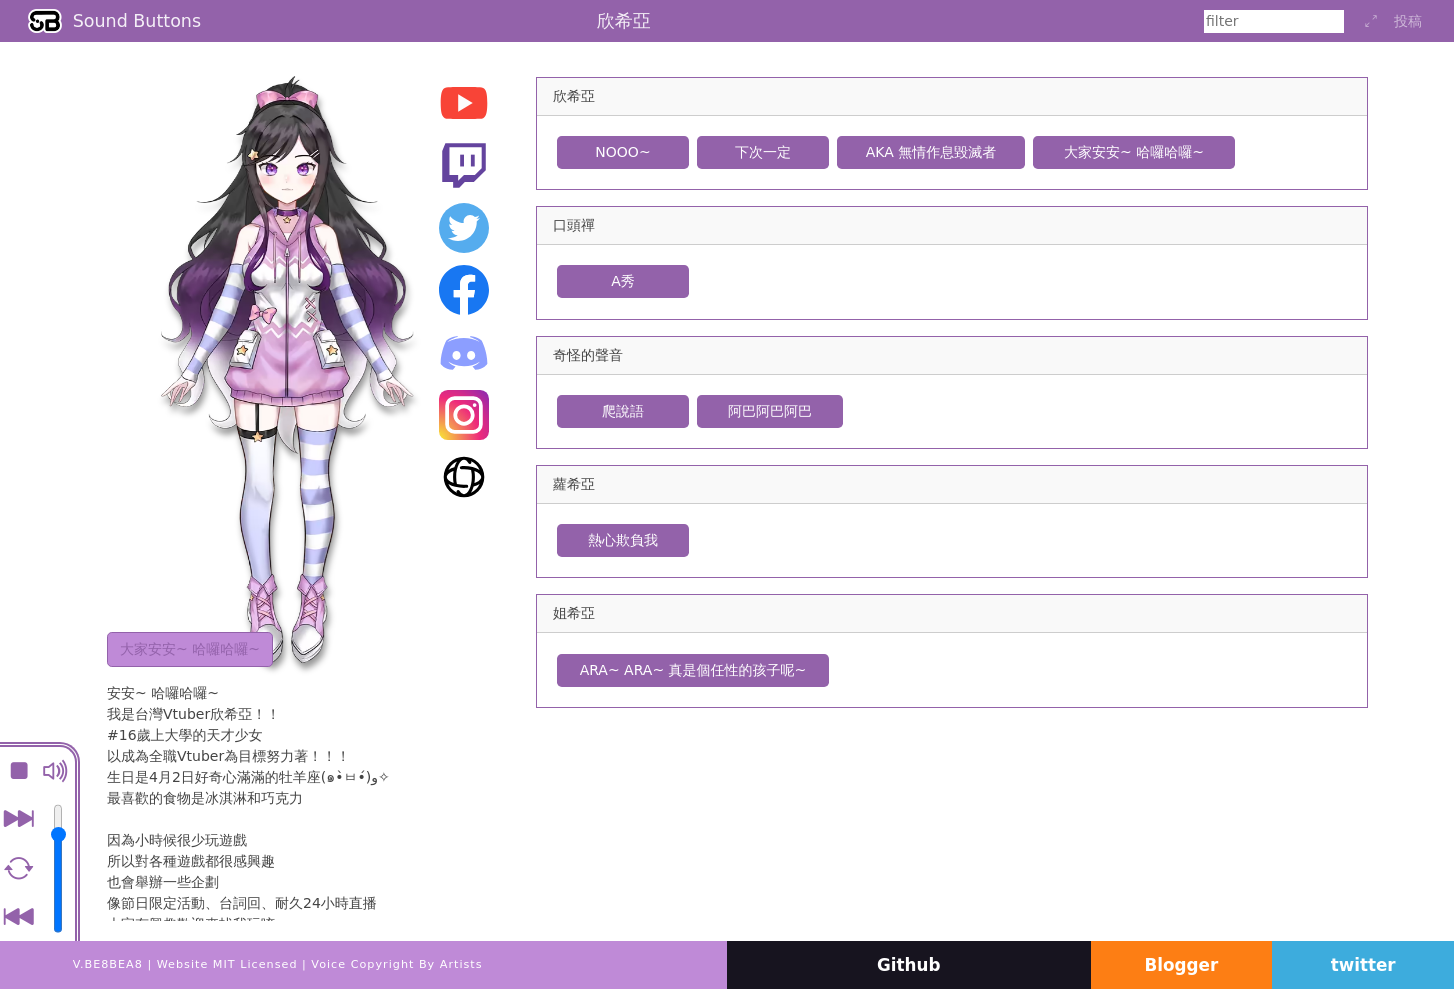 SB Sound Buttons
欣希亞
filter
投稿
欣希亞
NOOO~
下次一定
AKA 無情作息毀滅者
大家安安~ 哈囉哈囉~
口頭禪
A秀
奇怪的聲音
爬說語
阿巴阿巴阿巴
蘿希亞
熱心欺負我
姐希亞
ARA~ ARA~ 真是個任性的孩子呢~
大家安安~ 哈囉哈囉~
安安~ 哈囉哈囉~
我是台灣Vtuber欣希亞！！
#16歲上大學的天才少女
以成為全職Vtuber為目標努力著！！！
生日是4月2日好奇心滿滿的牡羊座(๑•̀ㅂ•́)و✧
最喜歡的食物是冰淇淋和巧克力
因為小時候很少玩遊戲
所以對各種遊戲都很感興趣
也會舉辦一些企劃
像節日限定活動、台詞回、耐久24小時直播
V.BE8BEA8 | Website MIT Licensed | Voice Copyright By Artists
Github
Blogger
twitter